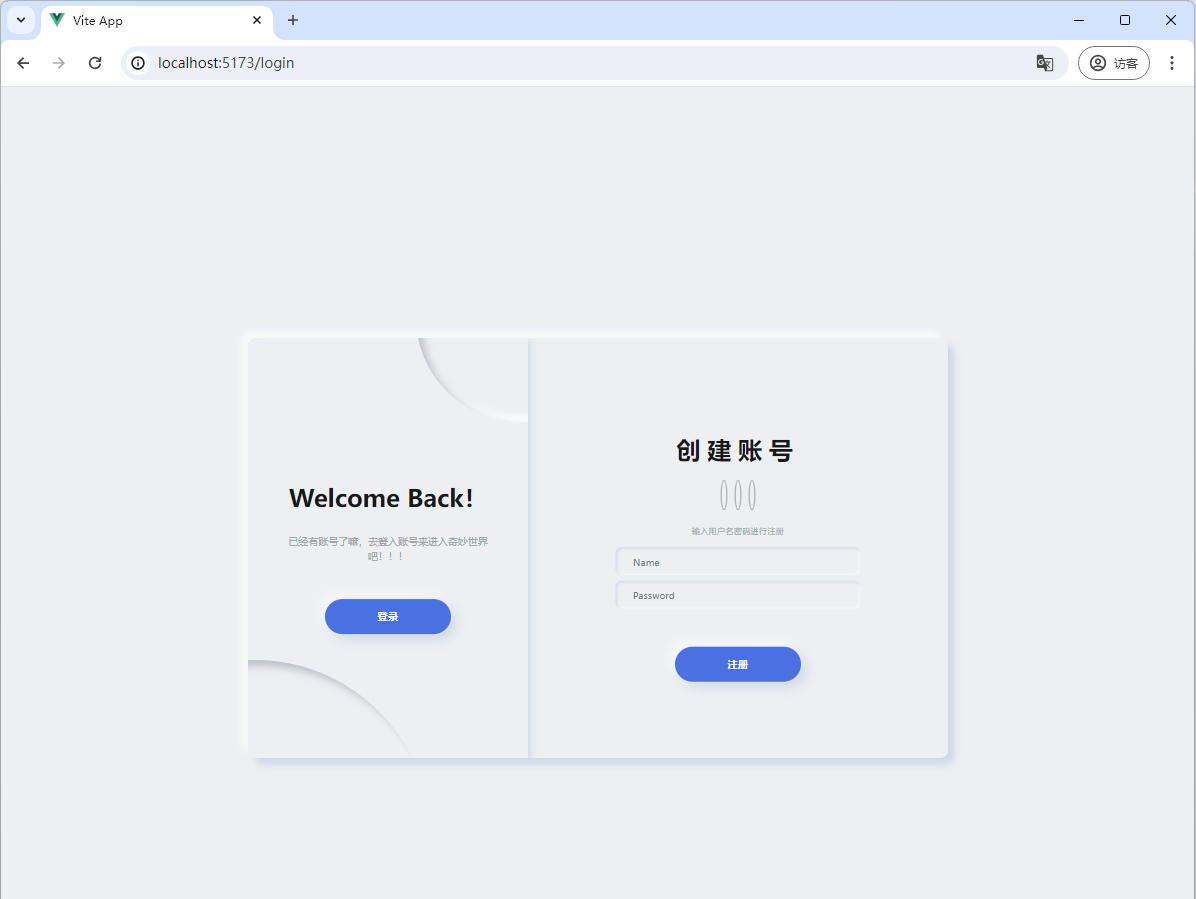 Vite App
localhost:5173/login
访客
Welcome Back!
已经有账号了嘛，去登入账号来进入奇妙世界
吧！！！
登录
创建账号
输入用户名密码进行注册
Name
Password
注册